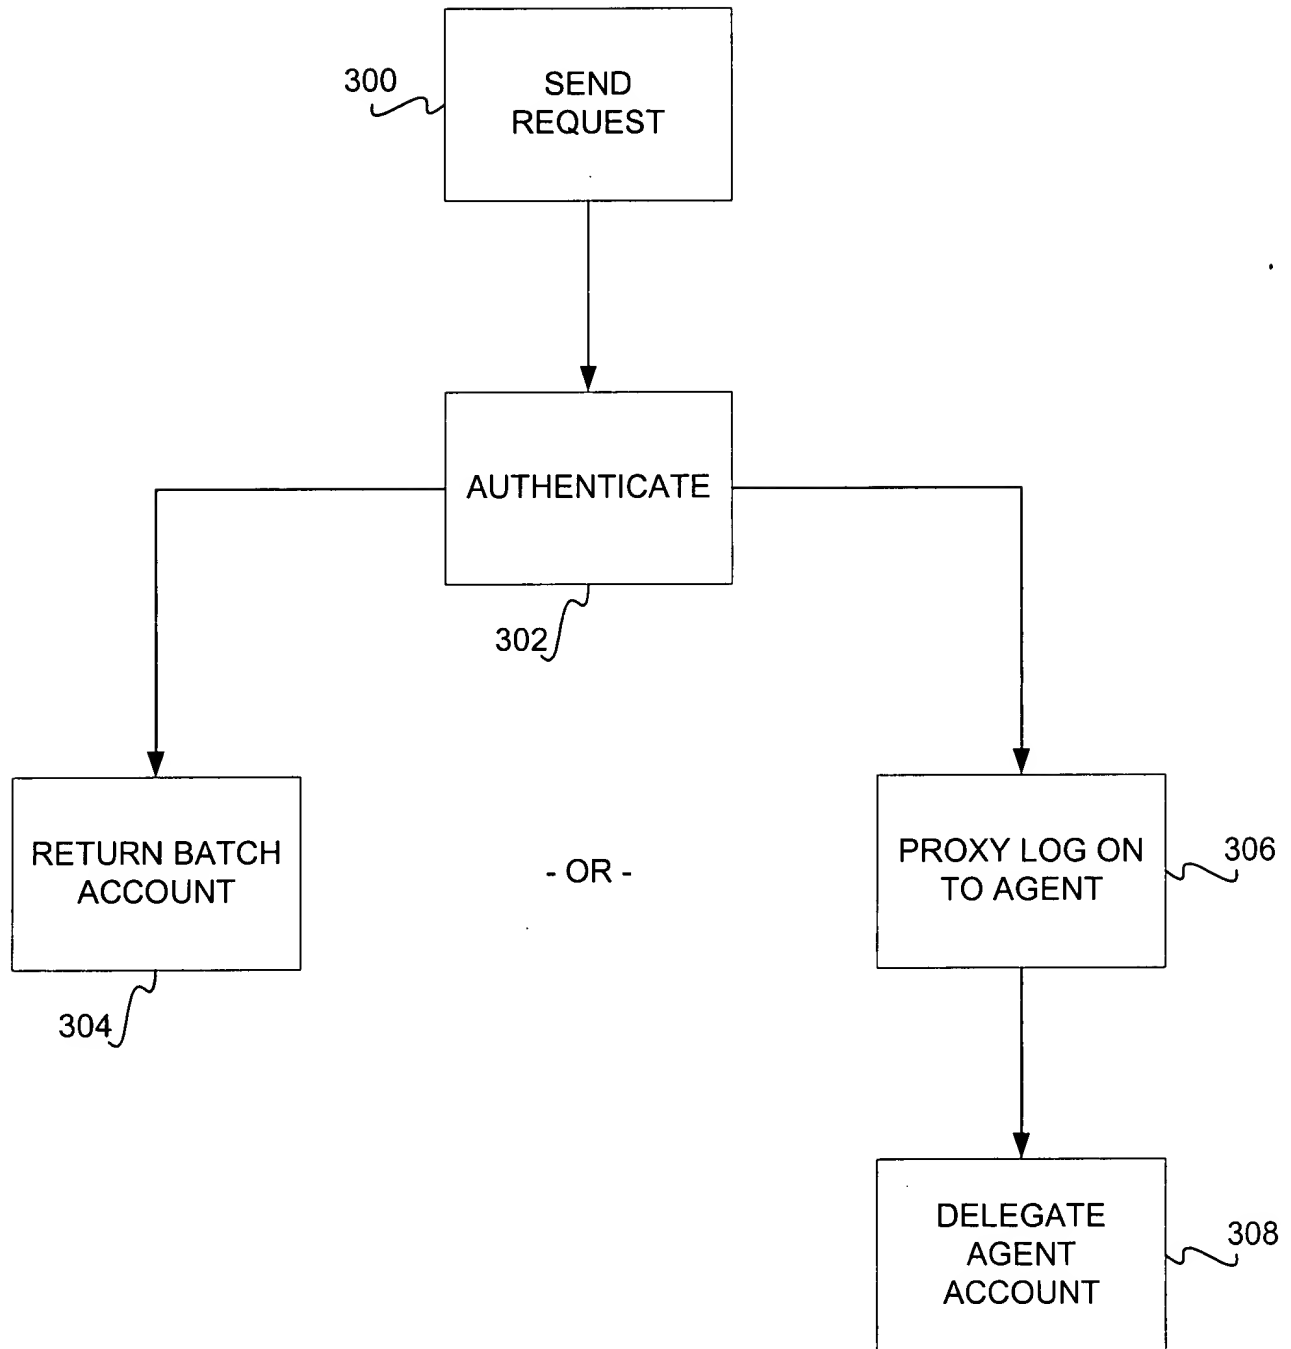 300
SEND
REQUEST
AUTHENTICATE
302
RETURN BATCH
ACCOUNT
304
- OR -
PROXY LOG ON
TO AGENT
306
DELEGATE
AGENT
ACCOUNT
308